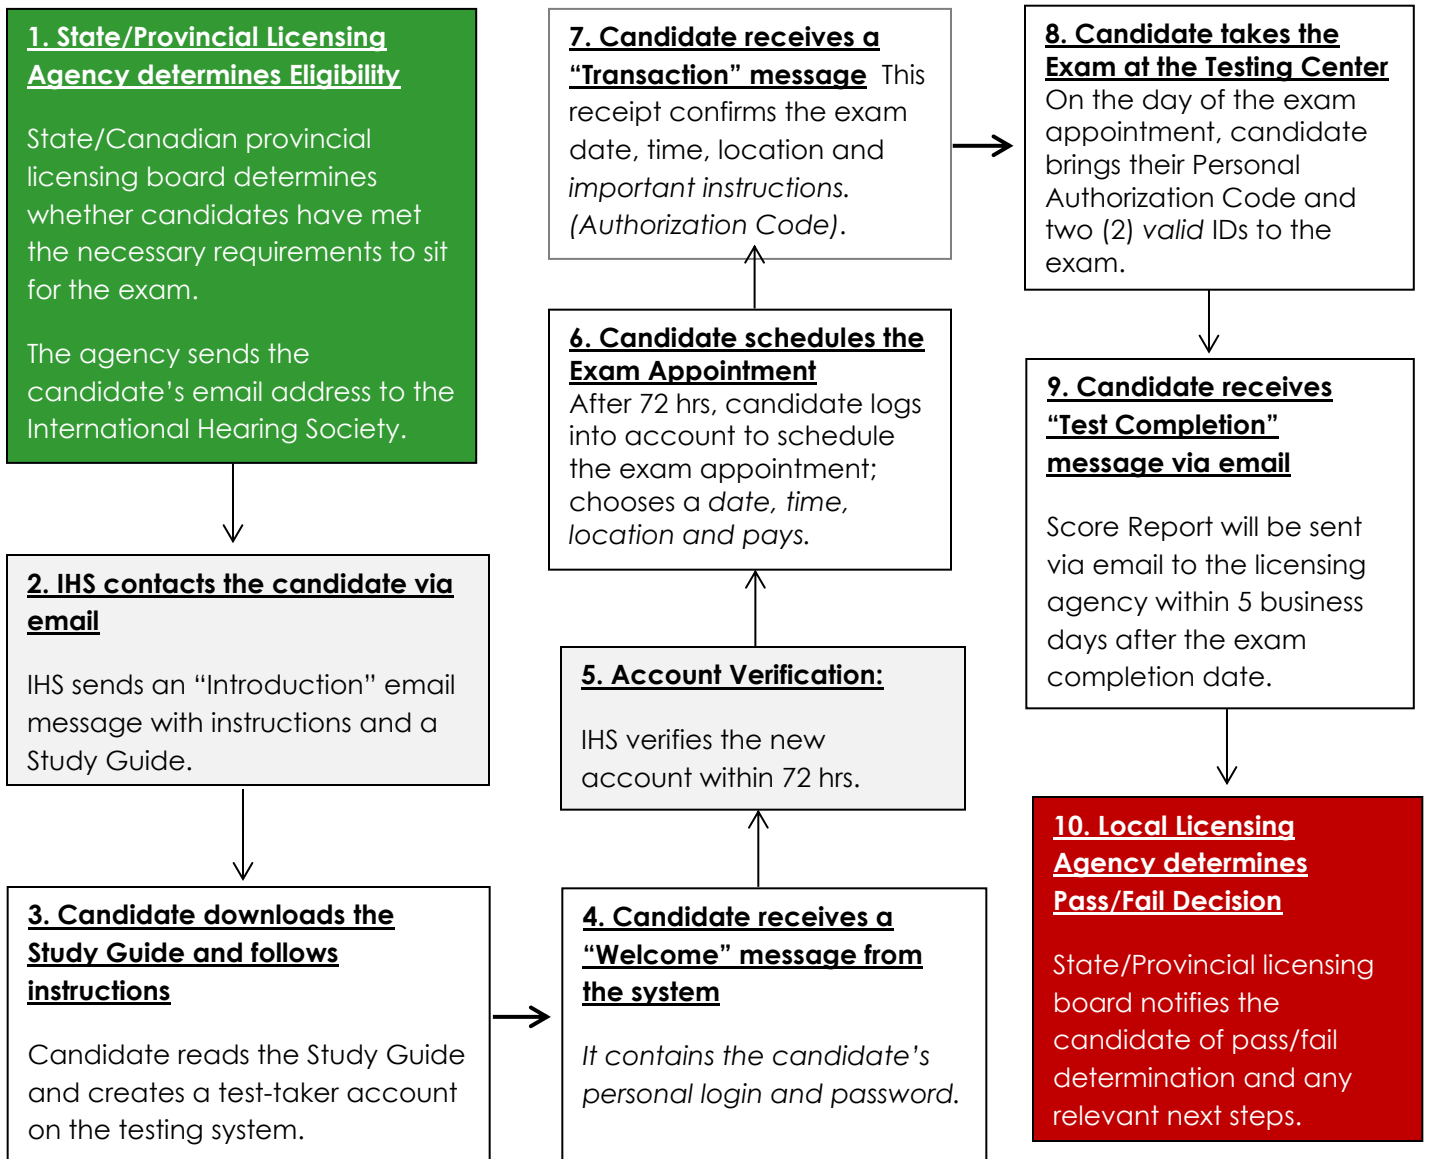 1. State/Provincial Licensing
Agency determines Eligibility
State/Canadian provincial
licensing board determines
whether candidates have met
the necessary requirements to sit
for the exam.
The agency sends the
candidate’s email address to the
International Hearing Society.
2. IHS contacts the candidate via
email
IHS sends an “Introduction” email
message with instructions and a
Study Guide.
3. Candidate downloads the
Study Guide and follows
instructions
Candidate reads the Study Guide
and creates a test-taker account
on the testing system.
4. Candidate receives a
“Welcome” message from
the system
It contains the candidate’s
personal login and password.
5. Account Verification:
IHS verifies the new
account within 72 hrs.
6. Candidate schedules the
Exam Appointment
After 72 hrs, candidate logs
into account to schedule
the exam appointment;
chooses a date, time,
location and pays.
7. Candidate receives a
“Transaction” message This
receipt confirms the exam
date, time, location and
important instructions.
(Authorization Code).
8. Candidate takes the
Exam at the Testing Center
On the day of the exam
appointment, candidate
brings their Personal
Authorization Code and
two (2) valid IDs to the
exam.
9. Candidate receives
“Test Completion”
message via email
Score Report will be sent
via email to the licensing
agency within 5 business
days after the exam
completion date.
10. Local Licensing
Agency determines
Pass/Fail Decision
State/Provincial licensing
board notifies the
candidate of pass/fail
determination and any
relevant next steps.